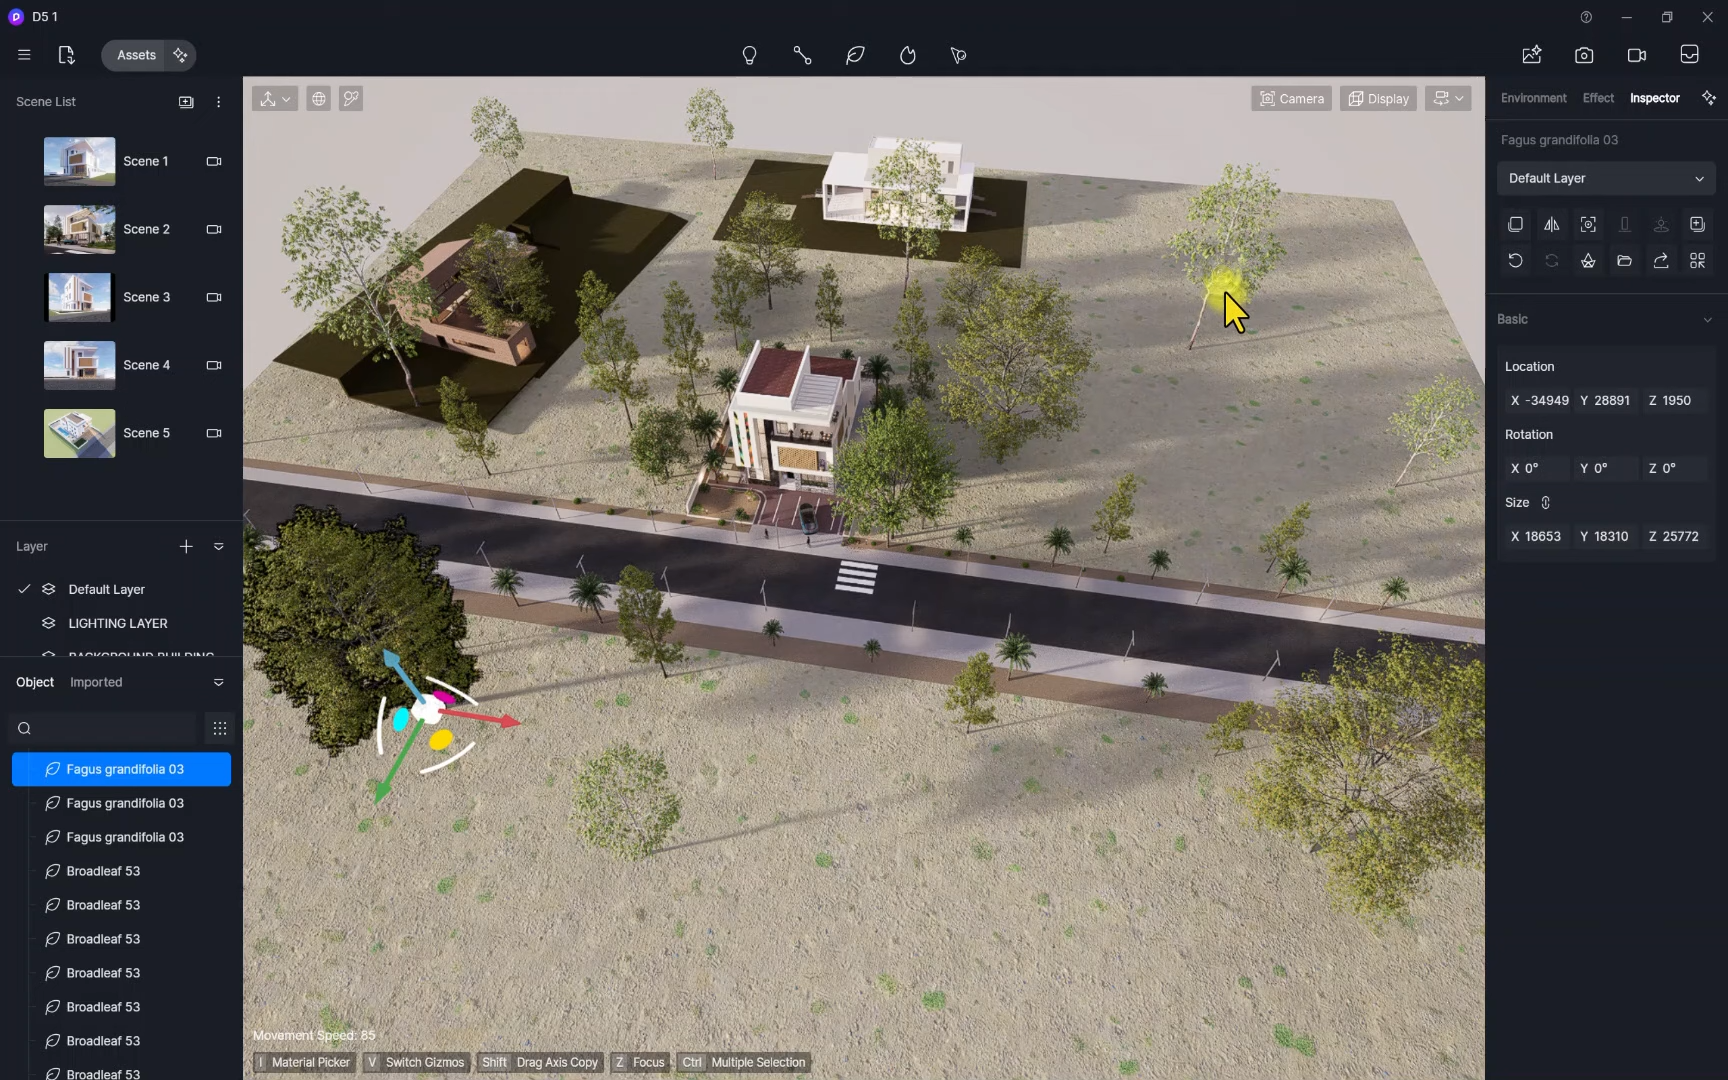 D5 1
Assets
Scene List
Scene 1
Scene 2
Scene 3
Scene 4
Scene 5
Layer
Default Layer
LIGHTING LAYER
BACKGROUND BUILDING
Object Imported
Fagus grandifolia 03
Fagus grandifolia 03
Fagus grandifolia 03
Broadleaf 53
Broadleaf 53
Broadleaf 53
Broadleaf 53
Broadleaf 53
Broadleaf 53
Broadleaf 53
Camera Display
Movement Speed: 85
I Material Picker V Switch Gizmos Shift Drag Axis Copy Z Focus Ctrl Multiple Selection
Environment Effect Inspector
Fagus grandifolia 03
Default Layer
Basic
Location
X -34949 Y 28891 Z 1950
Rotation
X 0° Y 0° Z 0°
Size
X 18653 Y 18310 Z 25772